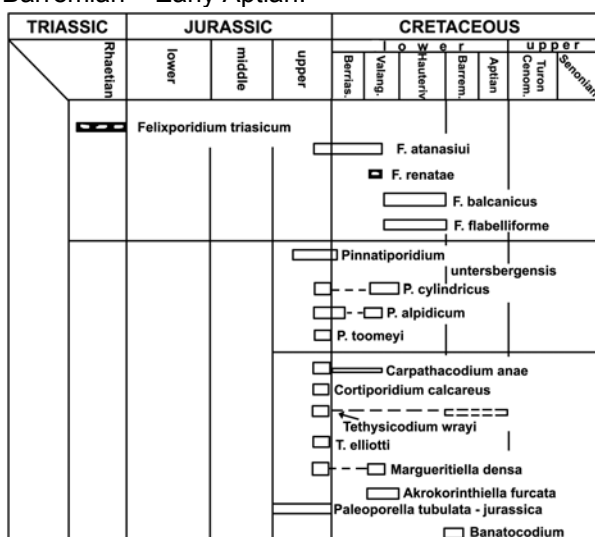 Barremian – Early Aptian.
TRIASSIC JURASSIC CRETACEOUS
lower upper
Rhaetian lower middle upper Berrias. Valang. Hauteriv Barrem. Aptian Cenom. Turon Senonian
Felixporidium triasicum
F. atanasiui
F. renatae
F. balcanicus
F. flabelliforme
Pinnatiporidium
untersbergensis
P. cylindricus
P. alpidicum
P. toomeyi
Carpathacodium anae
Cortiporidium calcareus
Tethysicodium wrayi
T. elliotti
Margueritiella densa
Akrokorinthiella furcata
Paleoporella tubulata - jurassica
Banatocodium